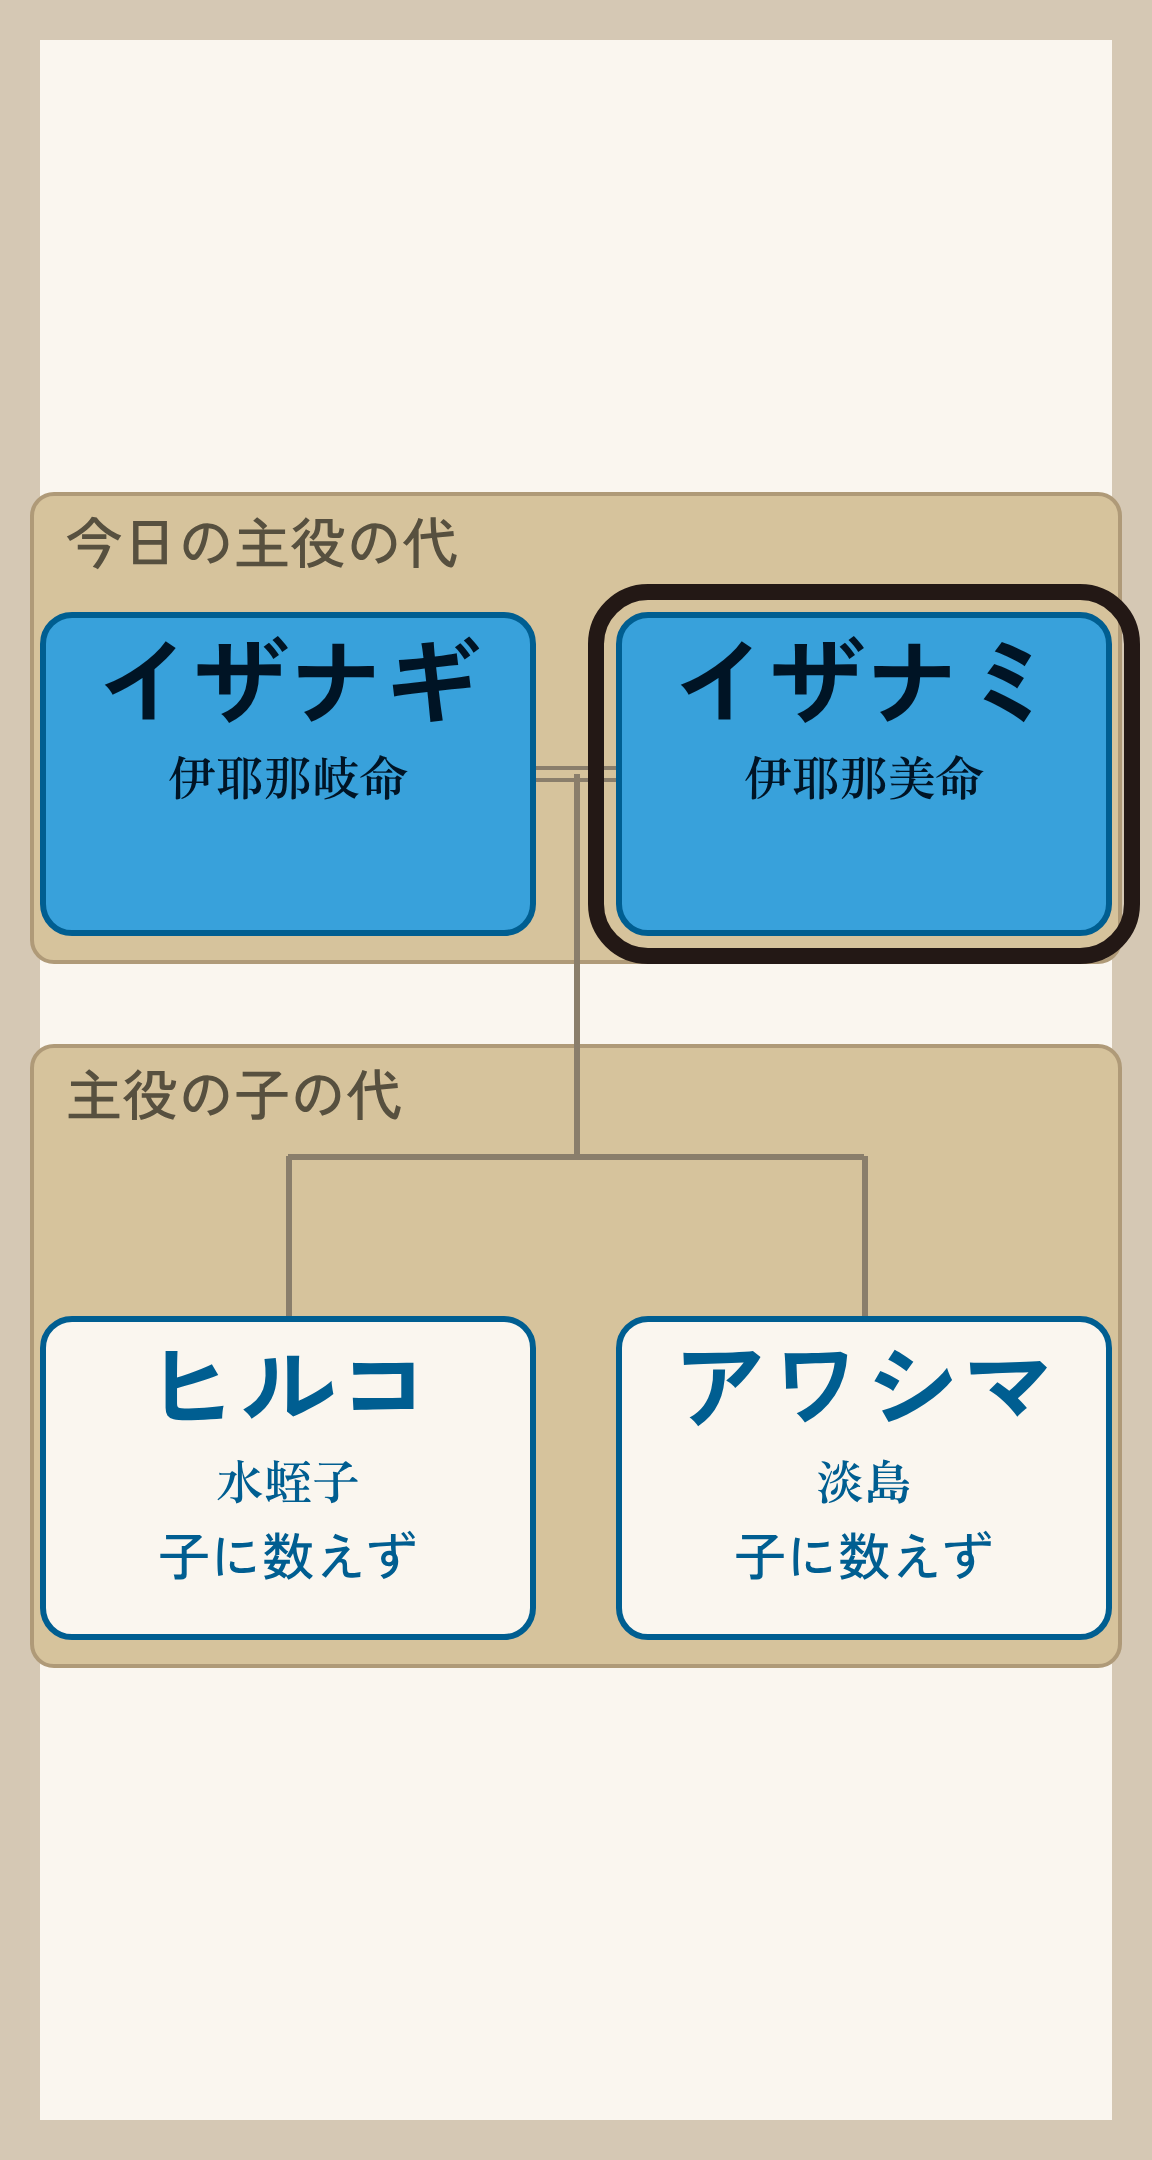 今日の主役の代
イザナギ
伊耶那岐命
イザナミ
伊耶那美命
主役の子の代
ヒルコ
水蛭子
子に数えず
アワシマ
淡島
子に数えず